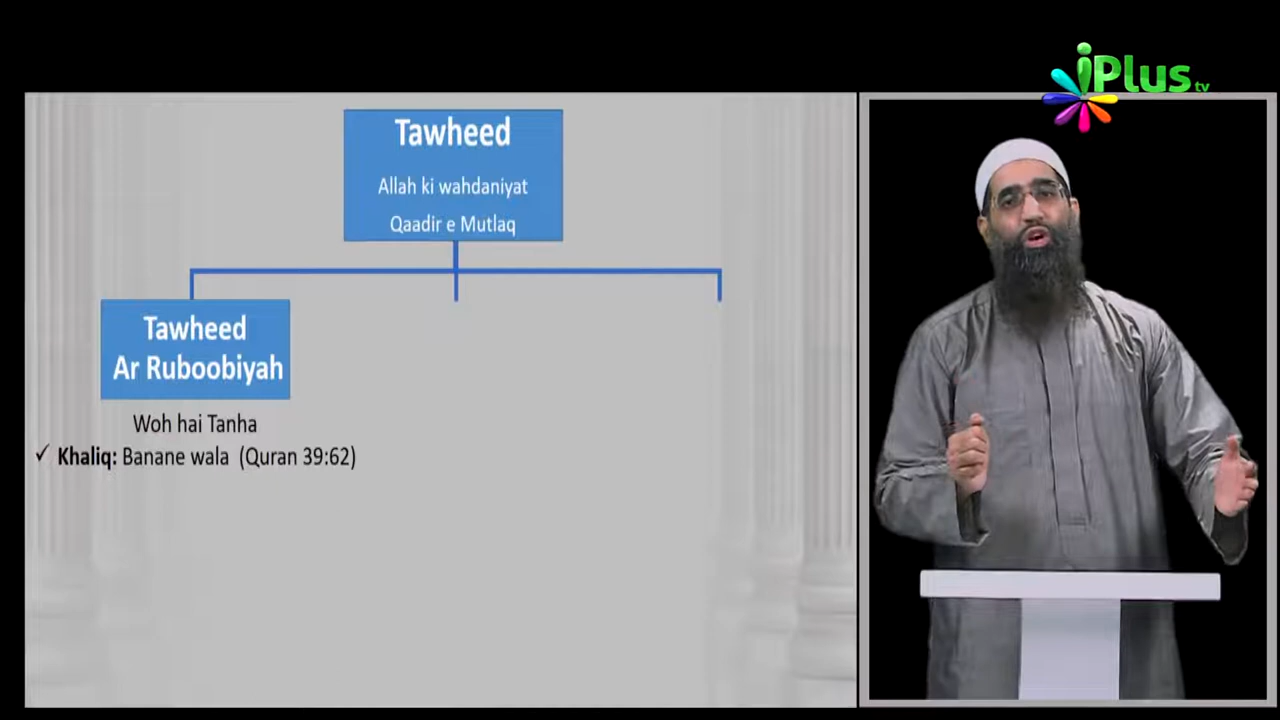 iPlus tv
Tawheed
Allah ki wahdaniyat
Qaadir e Mutlaq
Tawheed
Ar Ruboobiyah
Woh hai Tanha
✓ Khaliq: Banane wala (Quran 39:62)